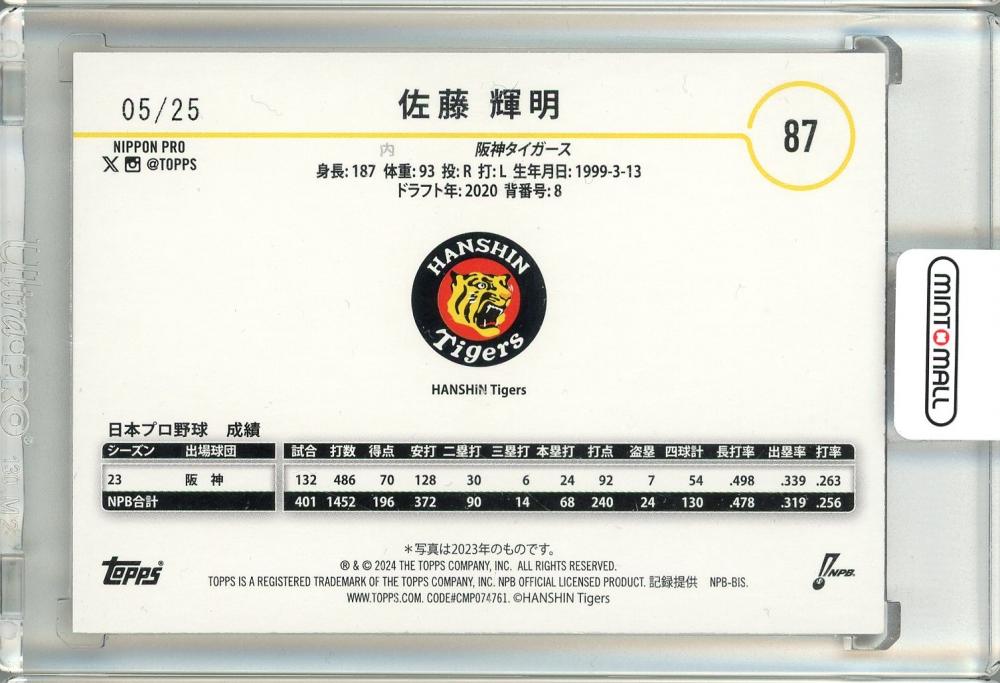 05/25
佐藤 輝明
87
NIPPON PRO
@TOPPS
内 阪神タイガース
身長: 187 体重: 93 投: R 打: L 生年月日: 1999-3-13
ドラフト年: 2020 背番号: 8
HANSHIN
Tigers
HANSHIN Tigers
MINT MALL
UltraPRO®
日本プロ野球 成績
シーズン 出場球団 試合 打数 得点 安打 二塁打 三塁打 本塁打 打点 盗塁 四球計 長打率 出塁率 打率
23 阪 神 132 486 70 128 30 6 24 92 7 54 .498 .339 .263
NPB合計 401 1452 196 372 90 14 68 240 24 130 .478 .319 .256
＊写真は2023年のものです。
® & © 2024 THE TOPPS COMPANY, INC. ALL RIGHTS RESERVED.
TOPPS IS A REGISTERED TRADEMARK OF THE TOPPS COMPANY, INC. NPB OFFICIAL LICENSED PRODUCT. 記録提供 NPB-BIS.
WWW.TOPPS.COM. CODE#CMP074761. ©HANSHIN Tigers
TOPPS®
NPB.